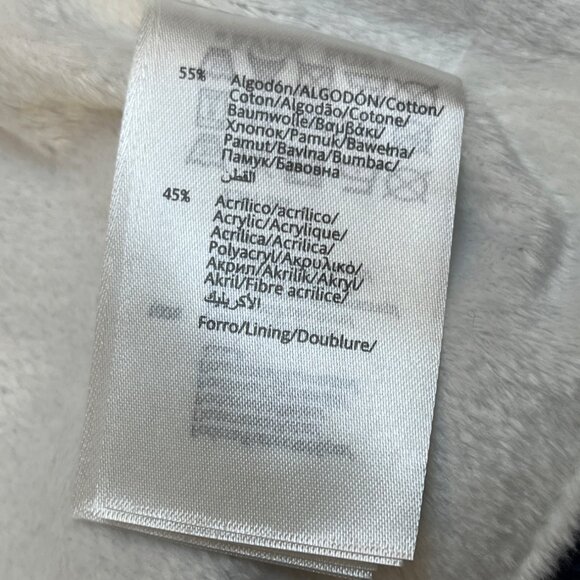 55% Algodón/ALGODÓN/Cotton/
Coton/Algodão/Cotone/
Baumwolle/Βαμβάκι/
Хлопок/Pamuk/Bawełna/
Pamut/Bavlna/Bumbac/
Памук/Бавовна
القطن
45% Acrílico/acrílico/
Acrylic/Acrylique/
Acrílica/Acrilica/
Polyacryl/Ακρυλικό/
Акрил/Akrilik/Akryl/
Akril/Fibre acrilice/
الأكريليك
Forro/Lining/Doublure/